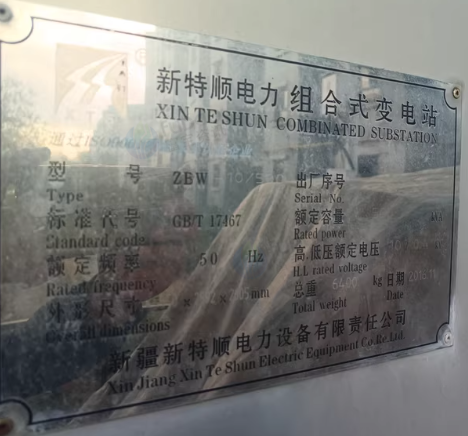 新特顺电力 组合式变电站
XIN TE SHUN COMBINATED SUBSTATION
型 号 ZBW
Type
出厂序号
Serial No.
标准代号 GB/T 17467
Standard code
额定容量
Rated power
额定频率 50 Hz
Rated frequency
高、低压额定电压
H.L rated voltage
外形尺寸 mm
Overall dimensions
总重 kg 日期
Total weight Date
新疆新特顺电力设备有限责任公司
Xin Jiang Xin Te Shun Electric Equipment Co Re Ltd